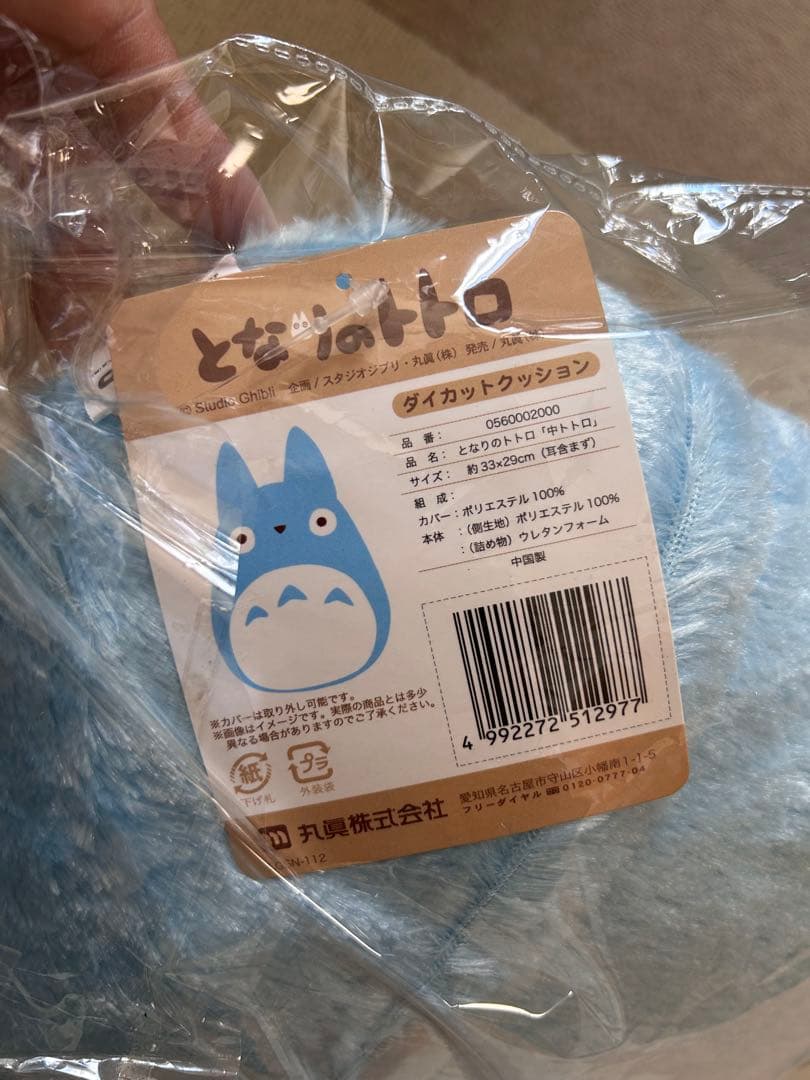 となりのトトロ
© Studio Ghibli 企画/スタジオジブリ・丸眞(株) 発売/丸眞(株)
ダイカットクッション
品番: 0560002000
品名: となりのトトロ「中トトロ」
サイズ: 約33×29cm(耳含まず)
組成:
カバー:ポリエステル100%
本体 :(側生地)ポリエステル100%
:(詰め物)ウレタンフォーム
中国製
4 992272 512977
※カバーは取り外し可能です。
※画像はイメージです。実際の商品とは多少
異なる場合がありますのでご了承ください。
紙
下げ札
プラ
外装袋
丸眞株式会社
愛知県名古屋市守山区小幡南1-1-5
フリーダイヤル 0120-0777-04
GSN-112